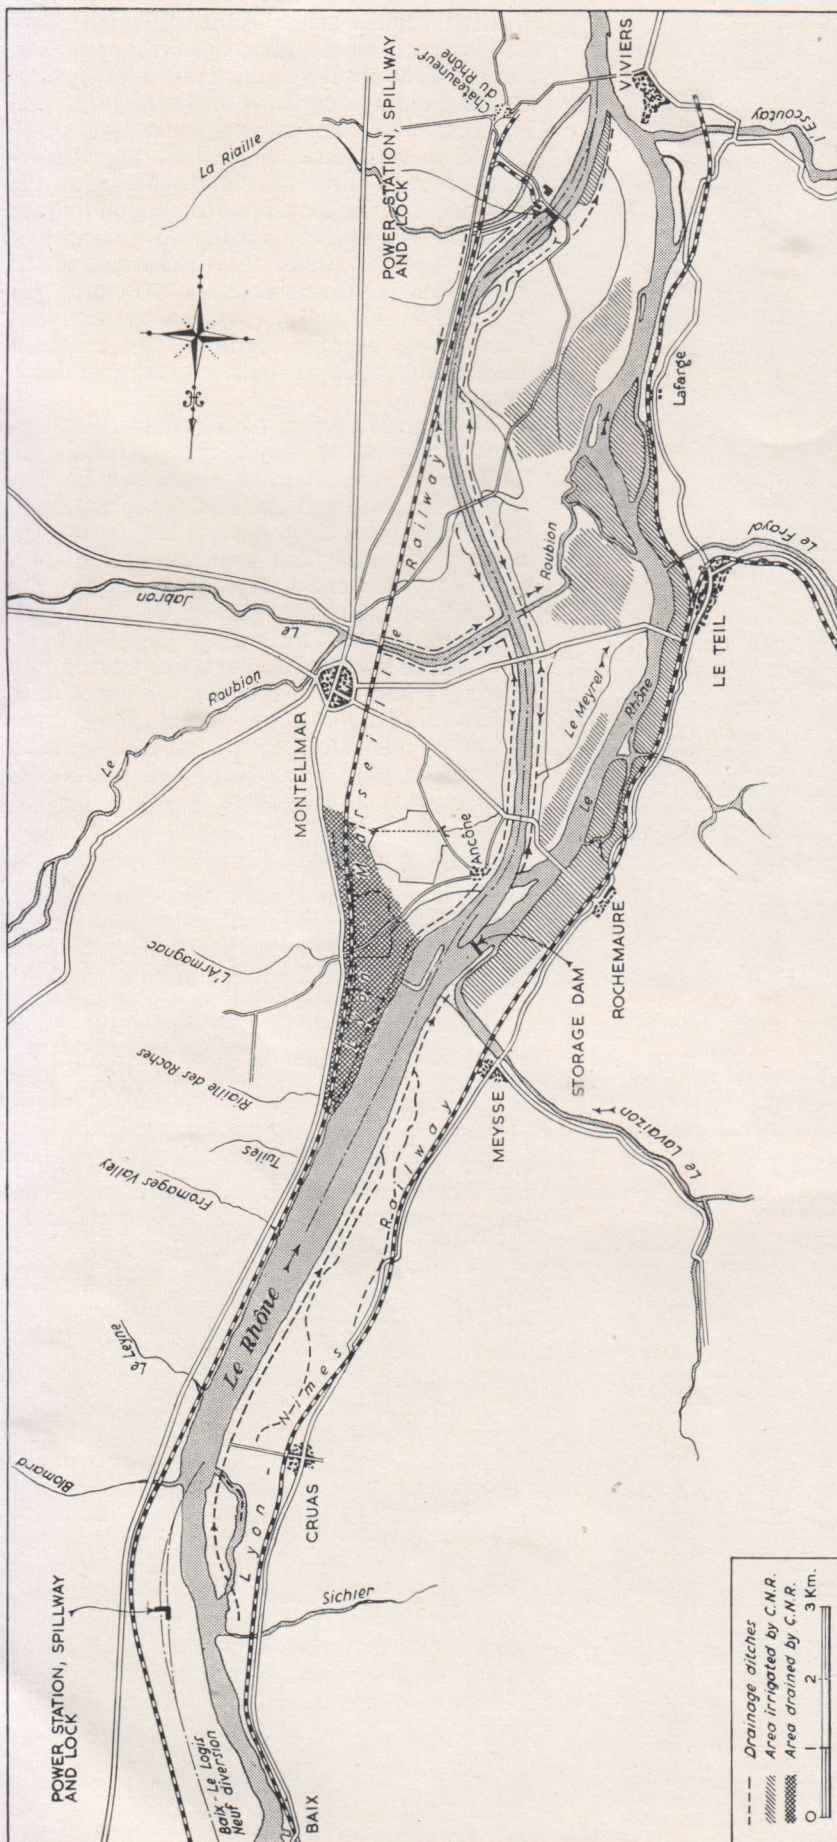 POWER STATION, SPILLWAY
AND LOCK
Baix - Le Logis
Neuf diversion
BAIX
Blomard
Sichier
CRUAS
Le Leyne
Le Rhône
Lyon - Nimes Railway
Fromages Valley
Tuiles
Riaille des Roches
L'Armagnac
MEYSSE
Le Lavaizon
STORAGE DAM
ROCHEMAURE
Ancône
Lyon - Marseille Railway
MONTELIMAR
Le Roubion
Le Jabron
Le Meyrel
Le Rhône
Roubion
LE TEIL
Le Frayol
Lafarge
La Riaille
POWER STATION, SPILLWAY
AND LOCK
Châteauneuf-
du Rhône
VIVIERS
l'Escoutay
Drainage ditches
Area irrigated by C.N.R.
Area drained by C.N.R.
0 1 2 3 Km.